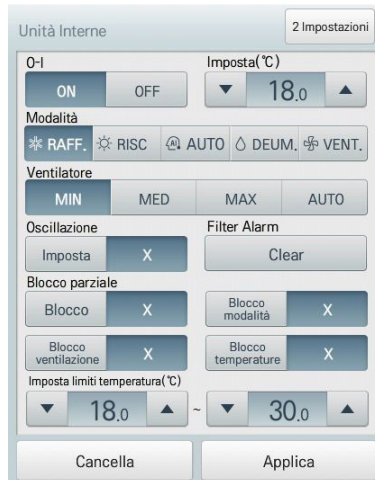 Unità Interne
2 Impostazioni
O-I
Imposta(℃)
ON OFF
▼ 18.0 ▲
Modalità
RAFF. RISC AUTO DEUM. VENT.
Ventilatore
MIN MED MAX AUTO
Oscillazione
Filter Alarm
Imposta X
Clear
Blocco parziale
Blocco X
Blocco
modalità
X
Blocco
ventilazione
X
Blocco
temperature
X
Imposta limiti temperatura(℃)
▼ 18.0 ▲ ~ ▼ 30.0 ▲
Cancella
Applica